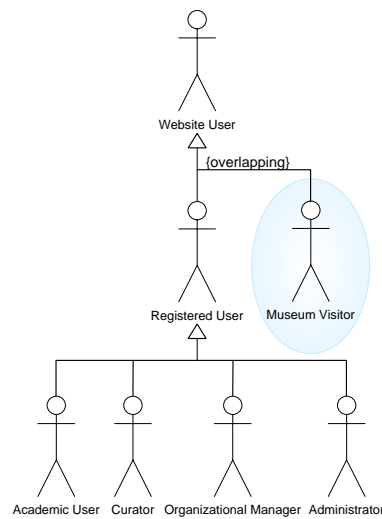 Website User
{overlapping}
Registered User
Museum Visitor
Academic User
Curator
Organizational Manager
Administrator